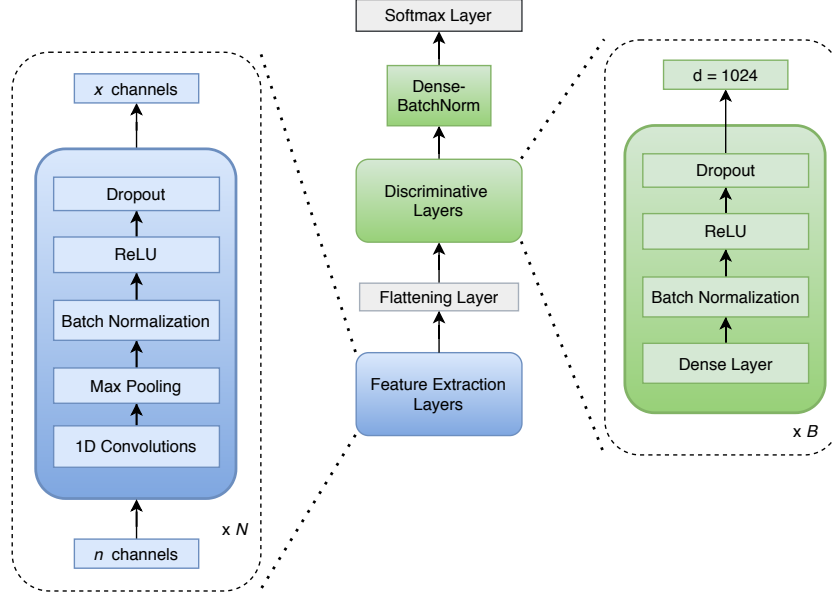 Softmax Layer
Dense-
BatchNorm
Discriminative
Layers
Flattening Layer
Feature Extraction
Layers
x channels
Dropout
ReLU
Batch Normalization
Max Pooling
1D Convolutions
x N
n channels
d = 1024
Dropout
ReLU
Batch Normalization
Dense Layer
x B